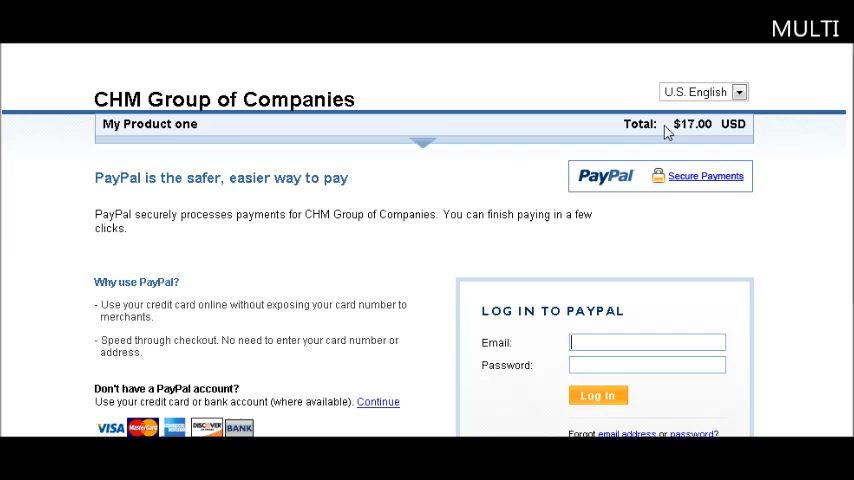 MULTI
CHM Group of Companies
U.S. English
My Product one
Total: $17.00 USD
PayPal is the safer, easier way to pay
PayPal Secure Payments
PayPal securely processes payments for CHM Group of Companies. You can finish paying in a few
clicks.
Why use PayPal?
- Use your credit card online without exposing your card number to
merchants.
- Speed through checkout. No need to enter your card number or
address.
Don't have a PayPal account?
Use your credit card or bank account (where available). Continue
VISA MasterCard DISCOVER BANK
LOG IN TO PAYPAL
Email:
Password:
Log In
Forgot email address or password?